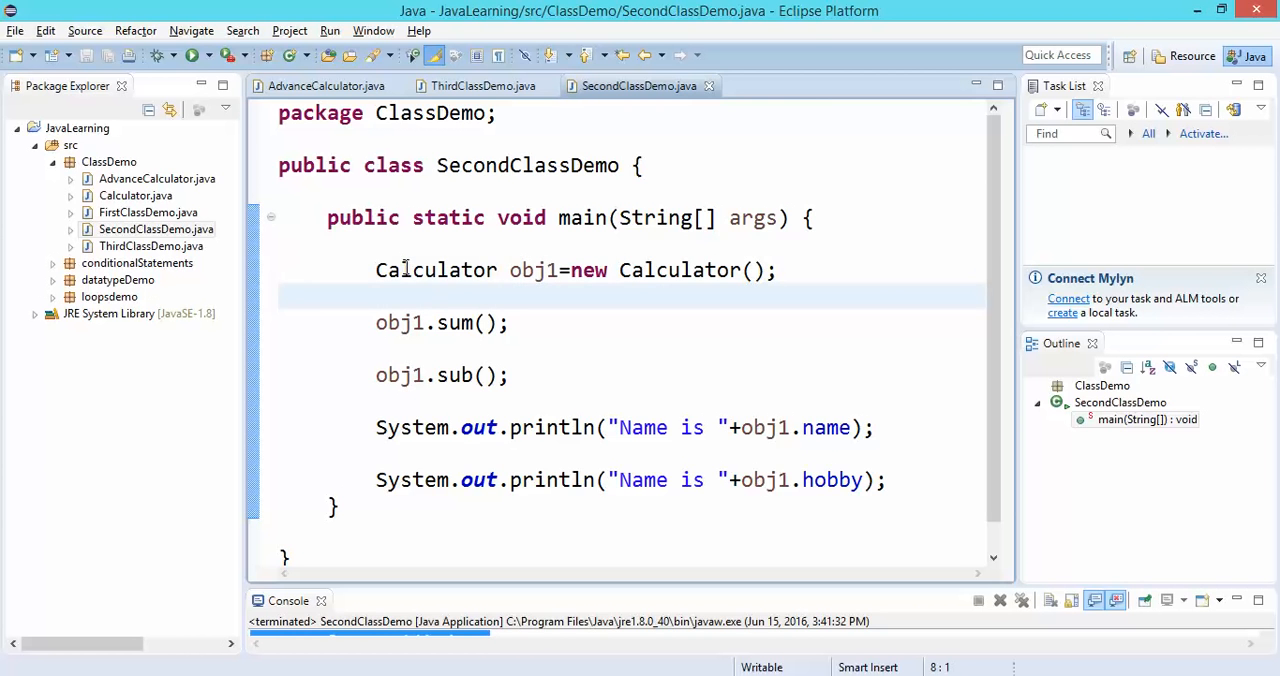 Java - JavaLearning/src/ClassDemo/SecondClassDemo.java - Eclipse Platform
File Edit Source Refactor Navigate Search Project Run Window Help
Quick Access Resource Java
Package Explorer
JavaLearning
src
ClassDemo
AdvanceCalculator.java
Calculator.java
FirstClassDemo.java
SecondClassDemo.java
ThirdClassDemo.java
conditionalStatements
datatypeDemo
loopsdemo
JRE System Library [JavaSE-1.8]
AdvanceCalculator.java ThirdClassDemo.java SecondClassDemo.java
package ClassDemo;
public class SecondClassDemo {
public static void main(String[] args) {
Calculator obj1=new Calculator();
obj1.sum();
obj1.sub();
System.out.println("Name is "+obj1.name);
System.out.println("Name is "+obj1.hobby);
}
}
Task List
Find All Activate...
Connect Mylyn
Connect to your task and ALM tools or
create a local task.
Outline
ClassDemo
SecondClassDemo
main(String[]) : void
Console
<terminated> SecondClassDemo [Java Application] C:\Program Files\Java\jre1.8.0_40\bin\javaw.exe (Jun 15, 2016, 3:41:32 PM)
Writable Smart Insert 8 : 1